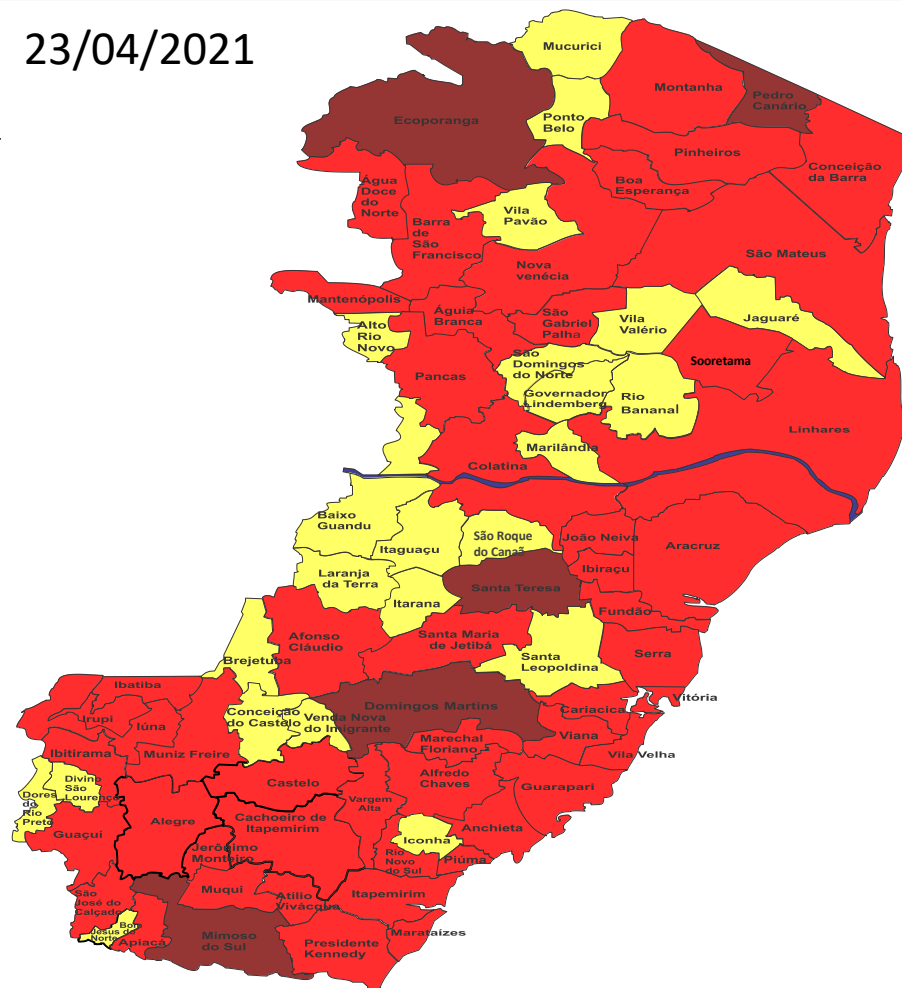 23/04/2021
Mucurici
Montanha
Pedro
Canário
Ecoporanga
Ponto
Belo
Pinheiros
Conceição
da Barra
Boa
Esperança
Água
Doce
do
Norte
Vila
Pavão
Barra
de
São
Francisco
São Mateus
Nova
venécia
Mantenópolis
Águia
Branca
São
Gabriel
Palha
Vila
Valério
Jaguaré
Alto
Rio
Novo
São
Domingos
do Norte
Sooretama
Pancas
Governador
Lindemberg
Rio
Bananal
Linhares
Marilândia
Colatina
Baixo
Guandu
Itaguaçu
São Roque
do Canaã
João Neiva
Aracruz
Ibiraçu
Laranja
da Terra
Santa Teresa
Itarana
Fundão
Afonso
Cláudio
Santa Maria
de Jetibá
Santa
Leopoldina
Serra
Brejetuba
Ibatiba
Vitória
Domingos Martins
Cariacica
Conceição
do Castelo
Venda Nova
do Imigrante
Irupi
Iúna
Viana
Marechal
Floriano
Vila Velha
Ibitirama
Muniz Freire
Alfredo
Chaves
Castelo
Guarapari
Divino
São
Lourenço
Dores
do
Rio
Preto
Vargem
Alta
Alegre
Cachoeiro de
Itapemirim
Anchieta
Guaçuí
Iconha
Jerônimo
Monteiro
Rio
Novo
do Sul
Piúma
Muqui
Atílio
Vivácqua
Itapemirim
São
José do
Calçado
Bom
Jesus do
Norte
Apiacá
Mimoso
do Sul
Presidente
Kennedy
Marataízes